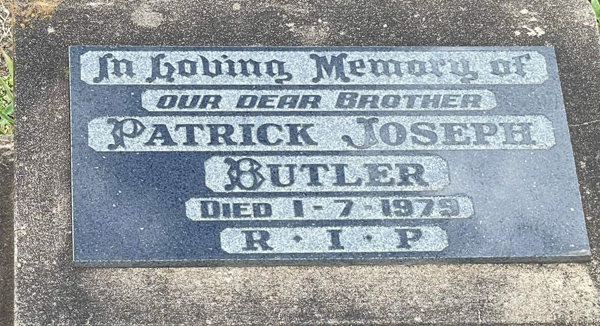 In Loving Memory of
OUR DEAR BROTHER
PATRICK JOSEPH
BUTLER
DIED 1-7-1979
R · I · P